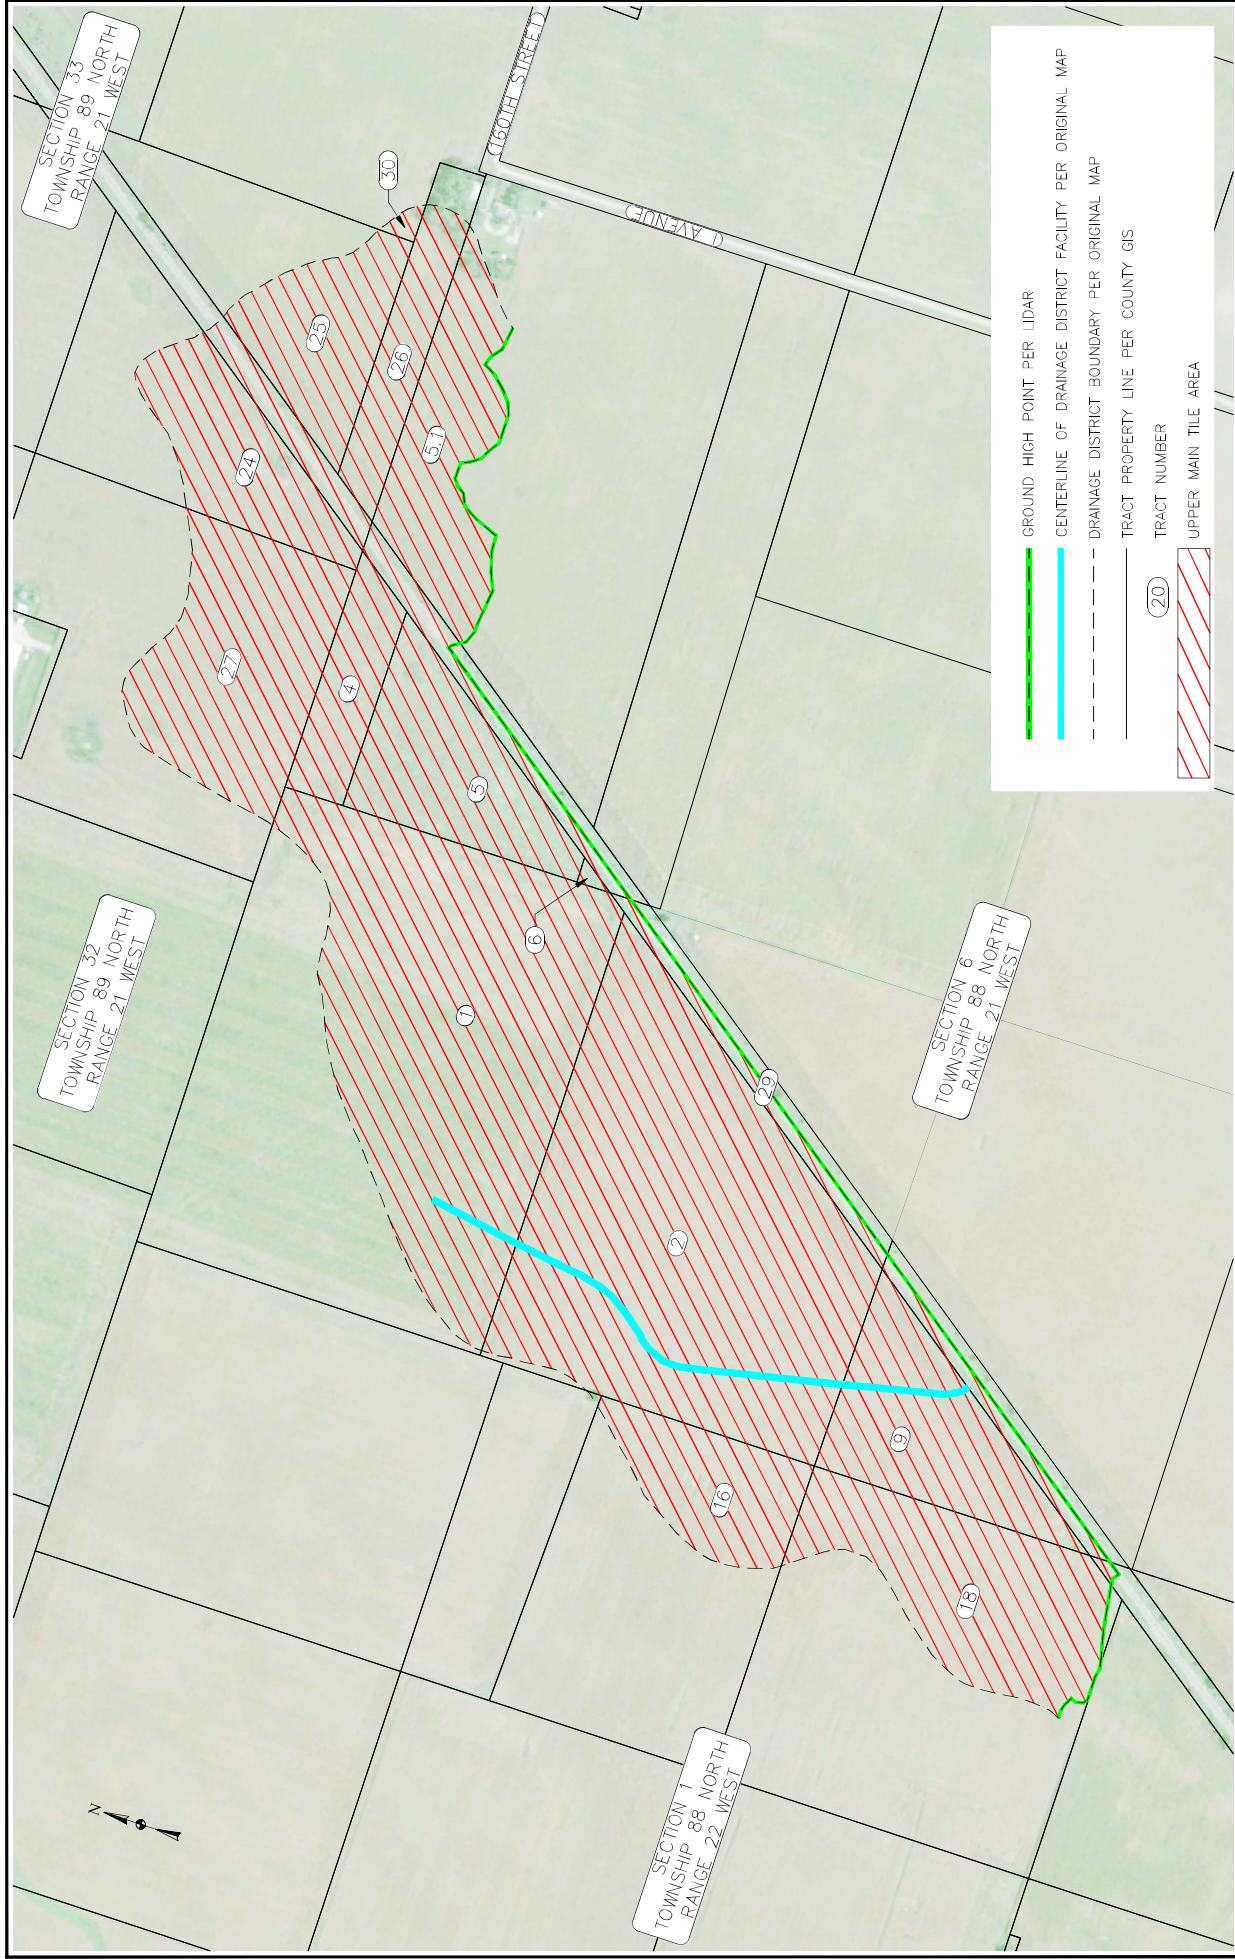 SECTION 33
TOWNSHIP 89 NORTH
RANGE 21 WEST
SECTION 32
TOWNSHIP 89 NORTH
RANGE 21 WEST
SECTION 6
TOWNSHIP 88 NORTH
RANGE 21 WEST
SECTION 1
TOWNSHIP 88 NORTH
RANGE 22 WEST
N
160TH STREET
I AVENUE
30
25
26
5.1
24
27
4
5
6
1
29
2
9
16
18
GROUND HIGH POINT PER LIDAR
CENTERLINE OF DRAINAGE DISTRICT FACILITY PER ORIGINAL MAP
DRAINAGE DISTRICT BOUNDARY PER ORIGINAL MAP
TRACT PROPERTY LINE PER COUNTY GIS
20 TRACT NUMBER
UPPER MAIN TILE AREA